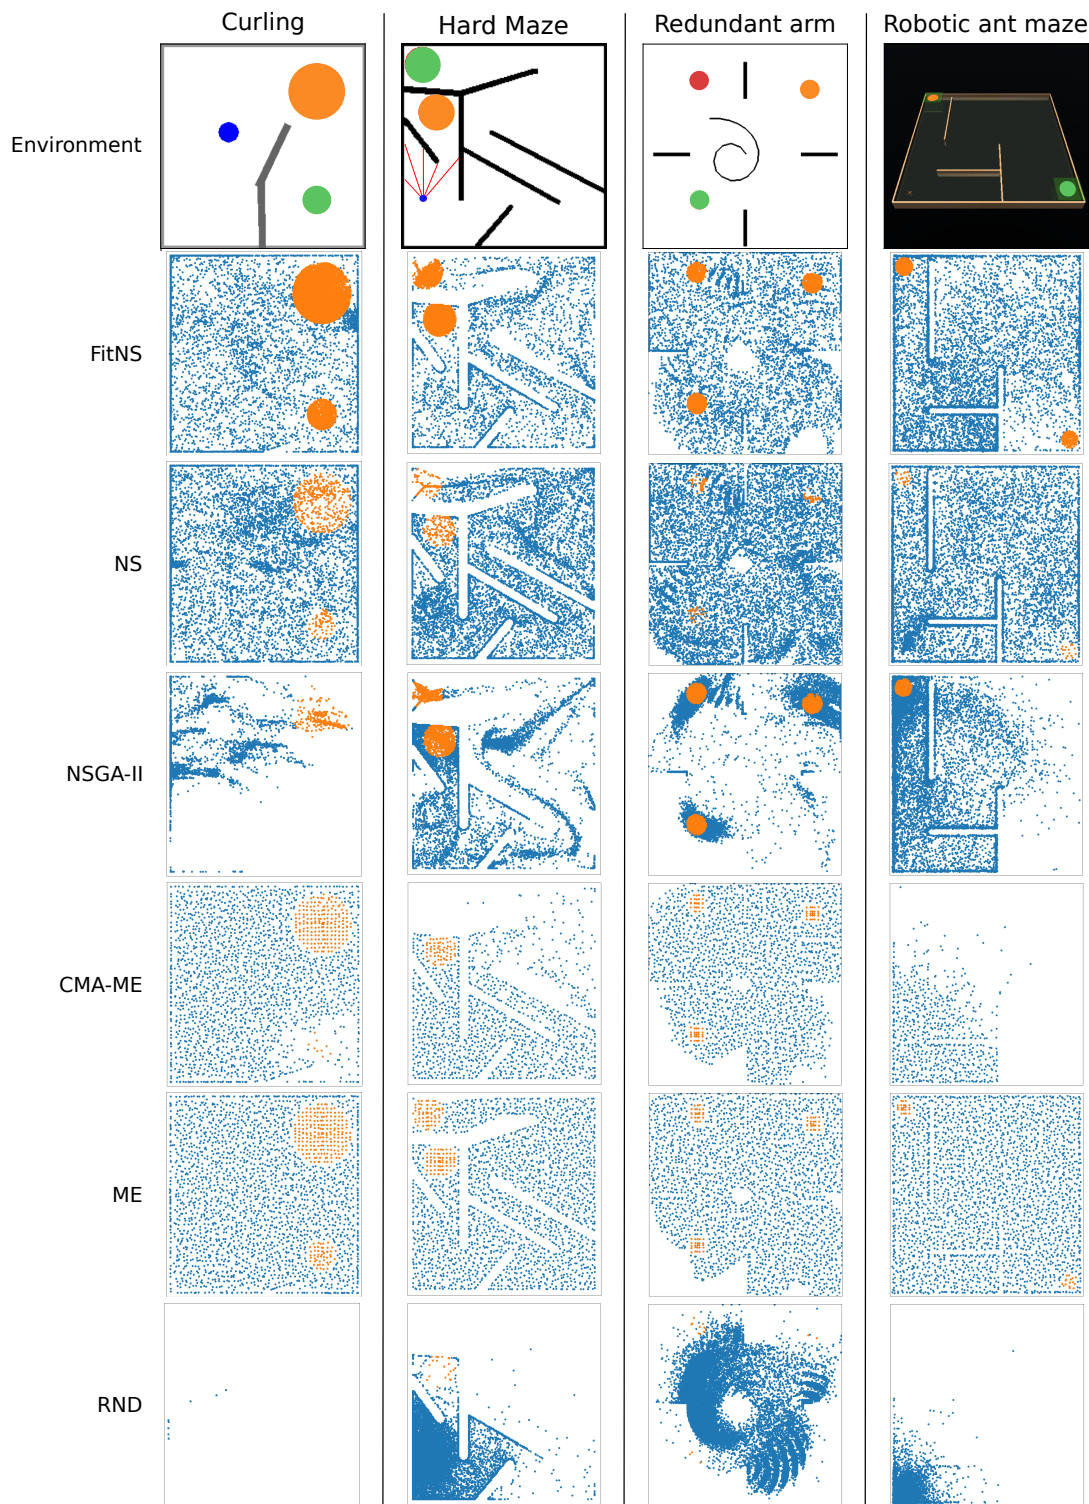 Curling Hard Maze Redundant arm Robotic ant maze
Environment
FitNS
NS
NSGA-II
CMA-ME
ME
RND